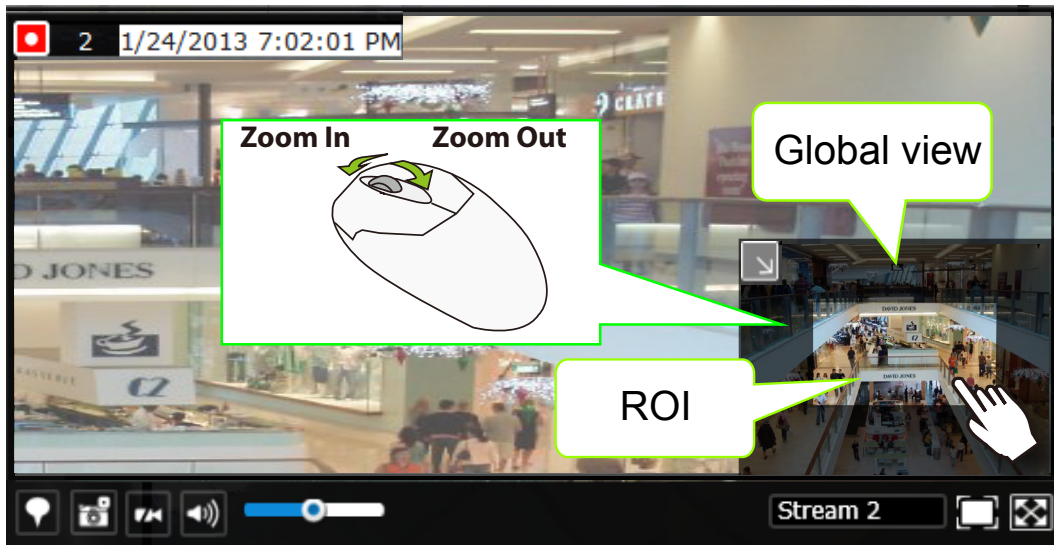 2 1/24/2013 7:02:01 PM
Zoom In Zoom Out
Global view
D JONES
DAVID JONES
DAVID JONES
ROI
Stream 2